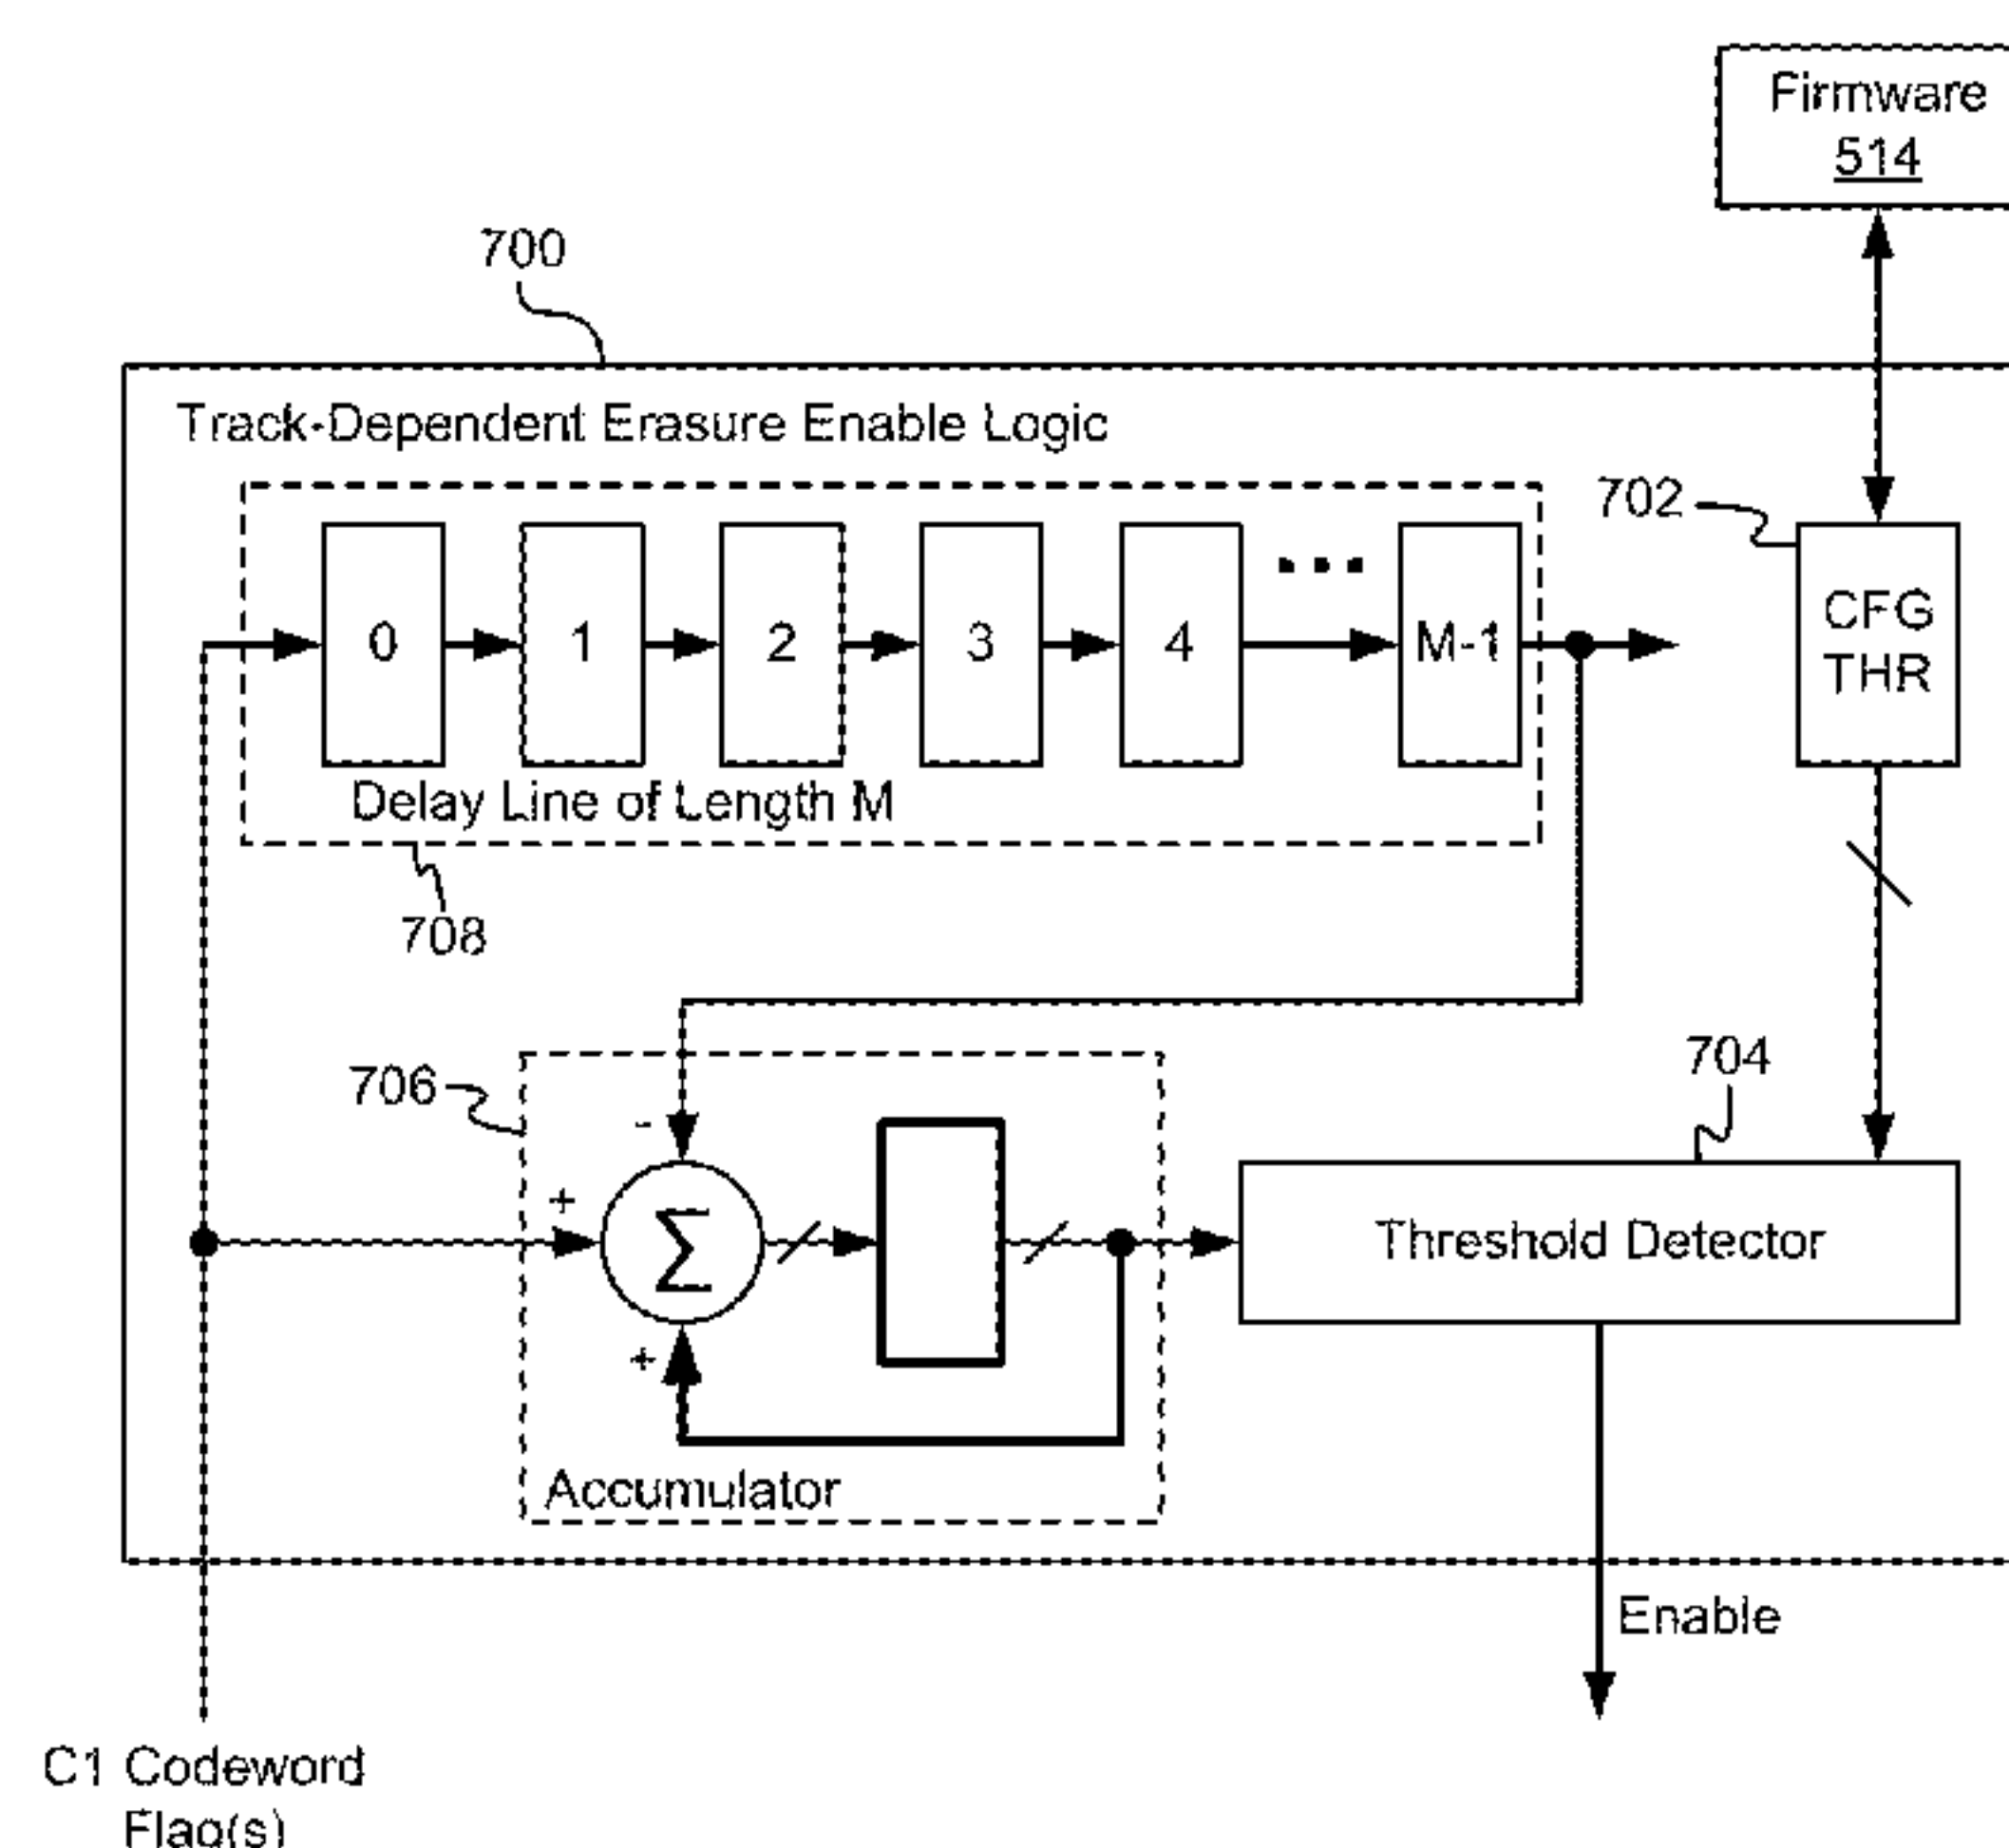 Firmware
514
700
Track-Dependent Erasure Enable Logic
702
0 1 2 3 4 ... M-1
CFG
THR
Delay Line of Length M
708
706
704
-
+
Σ
Threshold Detector
+
Accumulator
Enable
C1 Codeword
Flag(s)